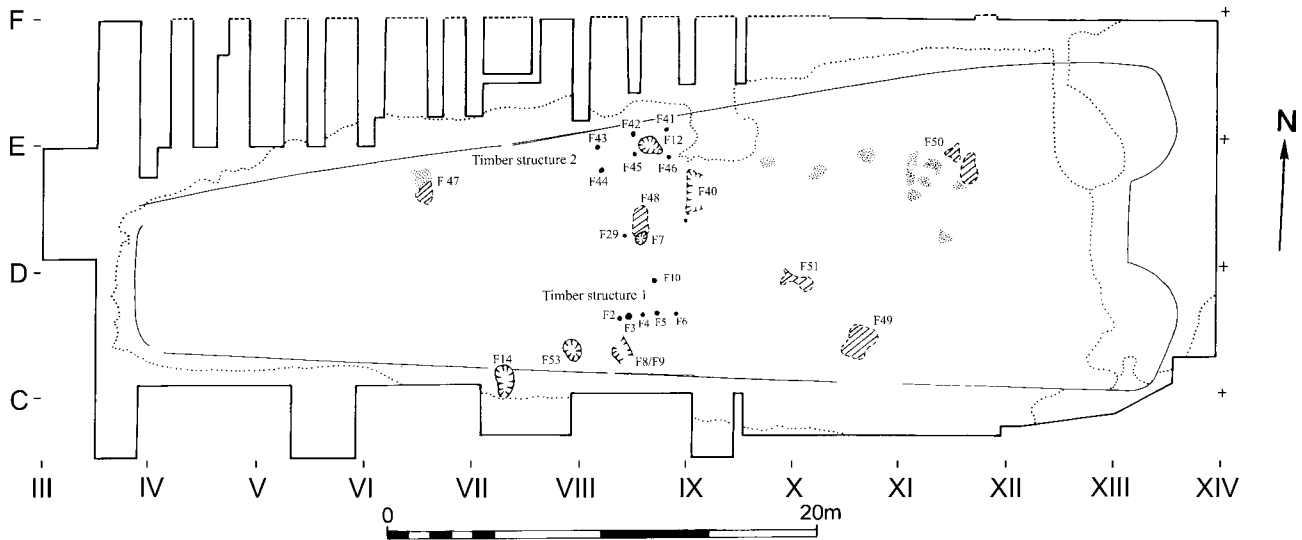 F
N
F42 F41
F43 F12
E
F50
Timber structure 2
F45 F46
F44
F 47
F40
F48
F29 F7
D
F10
F51
Timber structure 1
F2 F3 F4 F5 F6
F49
F53 F8/F9
F14
C
III IV V VI VII VIII IX X XI XII XIII XIV
0 20m